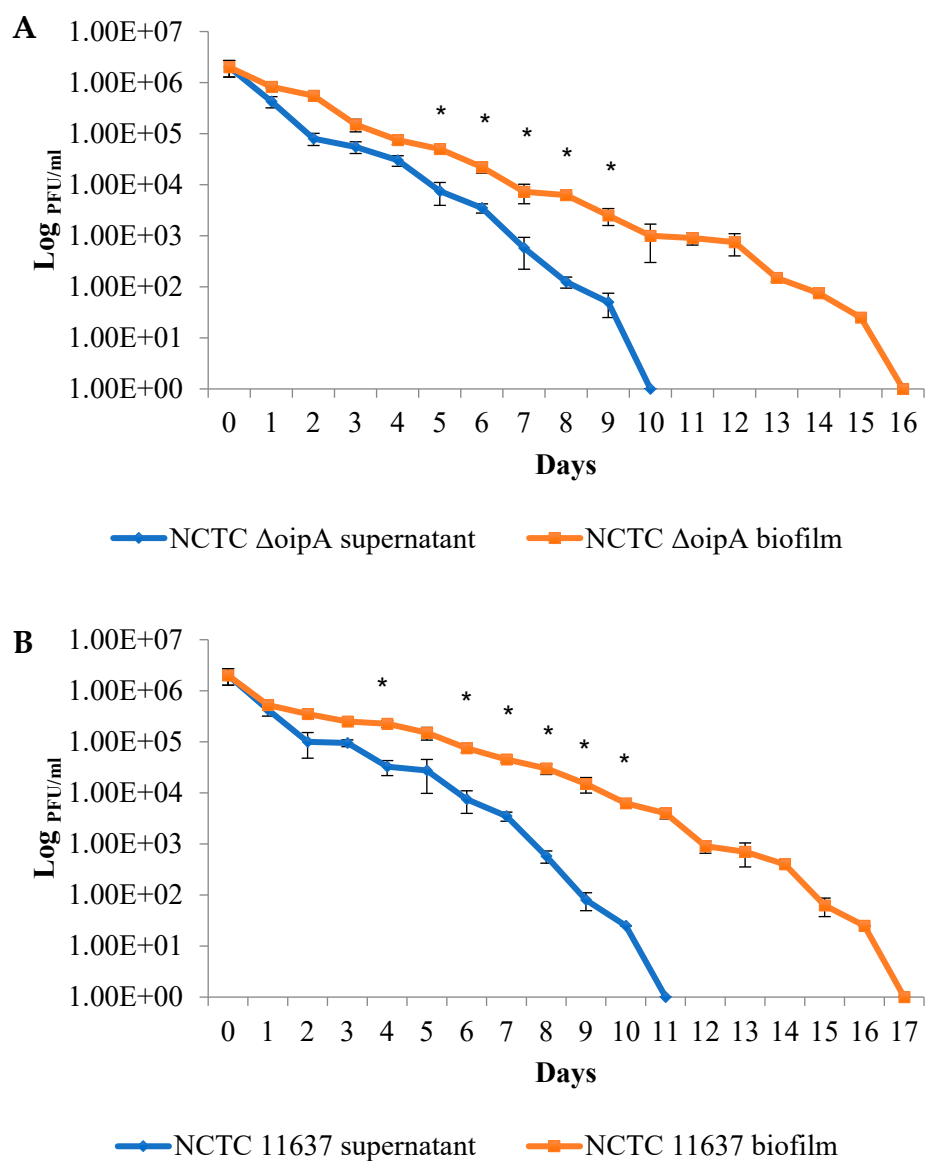 A
1.00E+07
1.00E+06
1.00E+05
1.00E+04
1.00E+03
1.00E+02
1.00E+01
1.00E+00
Log PFU/ml
* * * * *
0 1 2 3 4 5 6 7 8 9 10 11 12 13 14 15 16
Days
NCTC ΔoipA supernatant NCTC ΔoipA biofilm
B
1.00E+07
1.00E+06
1.00E+05
1.00E+04
1.00E+03
1.00E+02
1.00E+01
1.00E+00
Log PFU/ml
* * * * * *
0 1 2 3 4 5 6 7 8 9 10 11 12 13 14 15 16 17
Days
NCTC 11637 supernatant NCTC 11637 biofilm